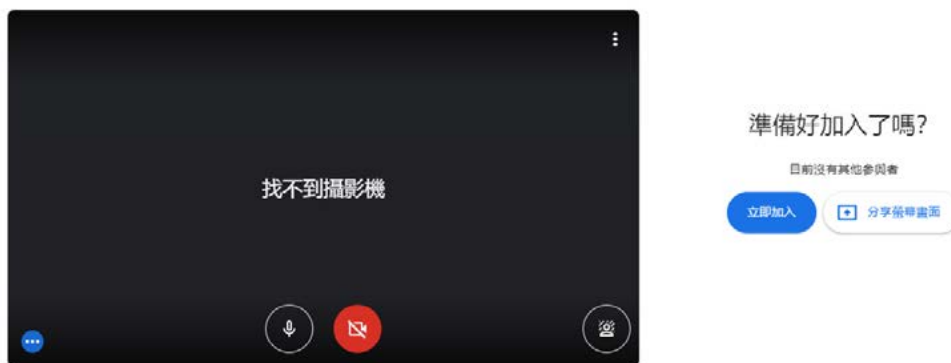 找不到攝影機
準備好加入了嗎?
目前沒有其他參與者
立即加入
分享螢幕畫面